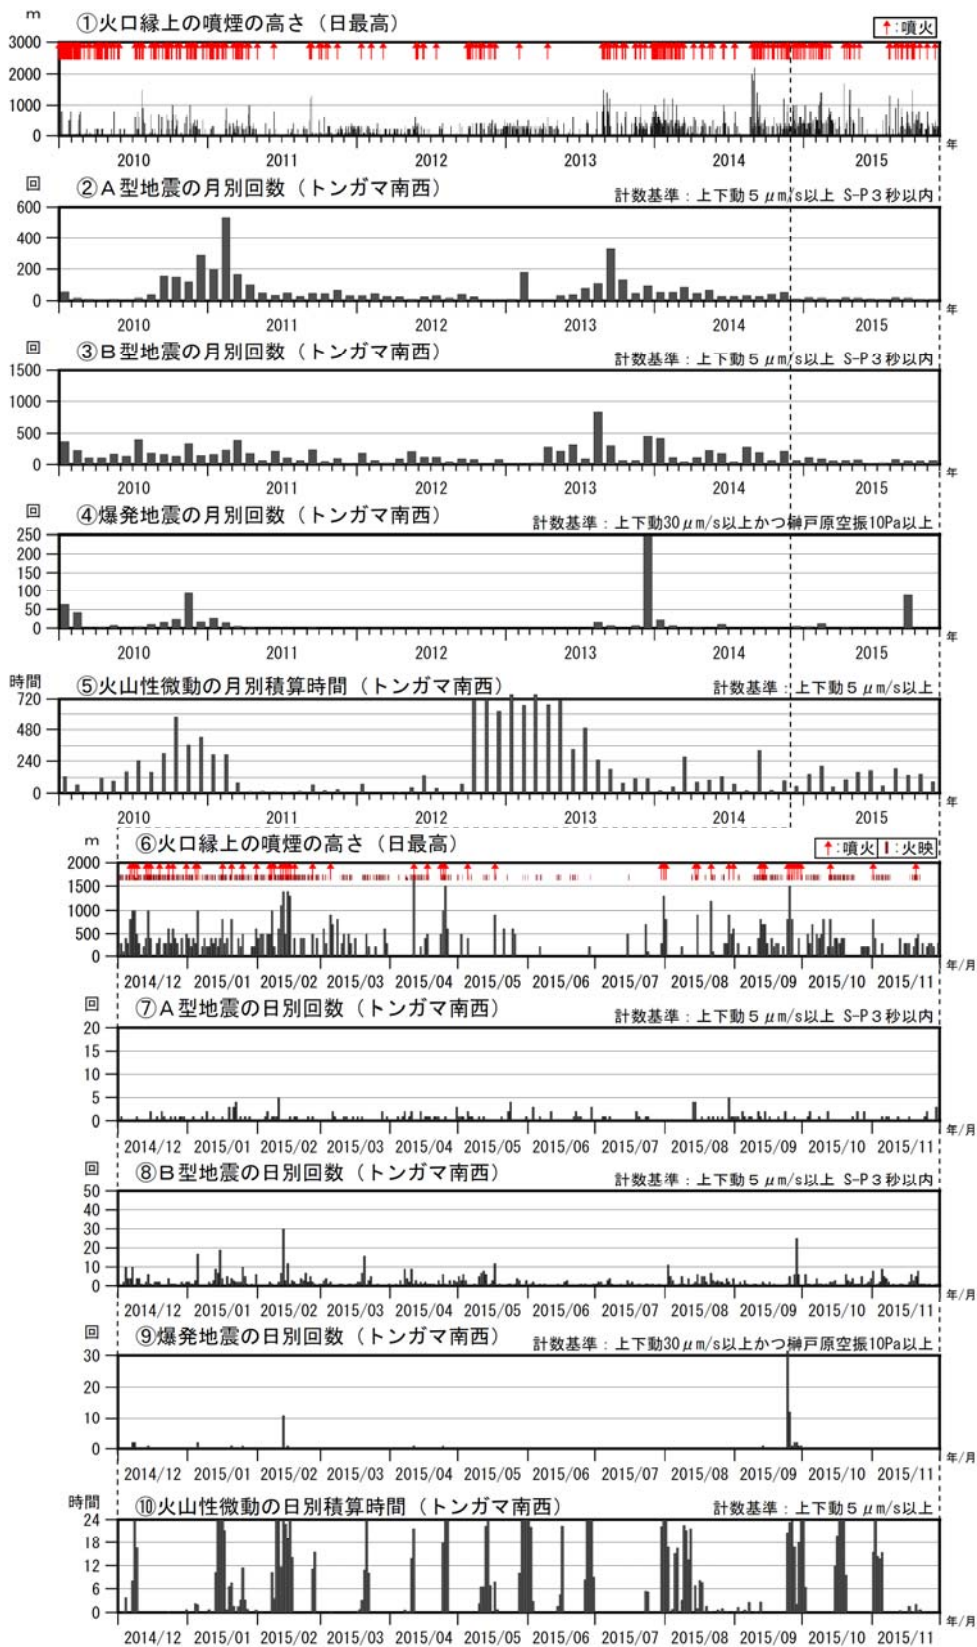 m ①火口縁上の噴煙の高さ（日最高） ↑:噴火
3000
2000
1000
0
2010 2011 2012 2013 2014 2015 年
回 ②A型地震の月別回数（トンガマ南西） 計数基準：上下動５μm/s以上 S-P３秒以内
600
400
200
0
2010 2011 2012 2013 2014 2015 年
回 ③B型地震の月別回数（トンガマ南西） 計数基準：上下動５μm/s以上 S-P３秒以内
1500
1000
500
0
2010 2011 2012 2013 2014 2015 年
回 ④爆発地震の月別回数（トンガマ南西） 計数基準：上下動30μm/s以上かつ榊戸原空振10Pa以上
250
200
150
100
50
0
2010 2011 2012 2013 2014 2015 年
時間 ⑤火山性微動の月別積算時間（トンガマ南西） 計数基準：上下動５μm/s以上
720
480
240
0
2010 2011 2012 2013 2014 2015 年
m ⑥火口縁上の噴煙の高さ（日最高） ↑:噴火 :火映
2000
1500
1000
500
0
2014/12 2015/01 2015/02 2015/03 2015/04 2015/05 2015/06 2015/07 2015/08 2015/09 2015/10 2015/11 年/月
回 ⑦A型地震の日別回数（トンガマ南西） 計数基準：上下動５μm/s以上 S-P３秒以内
20
15
10
5
0
2014/12 2015/01 2015/02 2015/03 2015/04 2015/05 2015/06 2015/07 2015/08 2015/09 2015/10 2015/11 年/月
回 ⑧B型地震の日別回数（トンガマ南西） 計数基準：上下動５μm/s以上 S-P３秒以内
50
40
30
20
10
0
2014/12 2015/01 2015/02 2015/03 2015/04 2015/05 2015/06 2015/07 2015/08 2015/09 2015/10 2015/11 年/月
回 ⑨爆発地震の日別回数（トンガマ南西） 計数基準：上下動30μm/s以上かつ榊戸原空振10Pa以上
30
20
10
0
2014/12 2015/01 2015/02 2015/03 2015/04 2015/05 2015/06 2015/07 2015/08 2015/09 2015/10 2015/11 年/月
時間 ⑩火山性微動の日別積算時間（トンガマ南西） 計数基準：上下動５μm/s以上
24
18
12
6
0
2014/12 2015/01 2015/02 2015/03 2015/04 2015/05 2015/06 2015/07 2015/08 2015/09 2015/10 2015/11 年/月